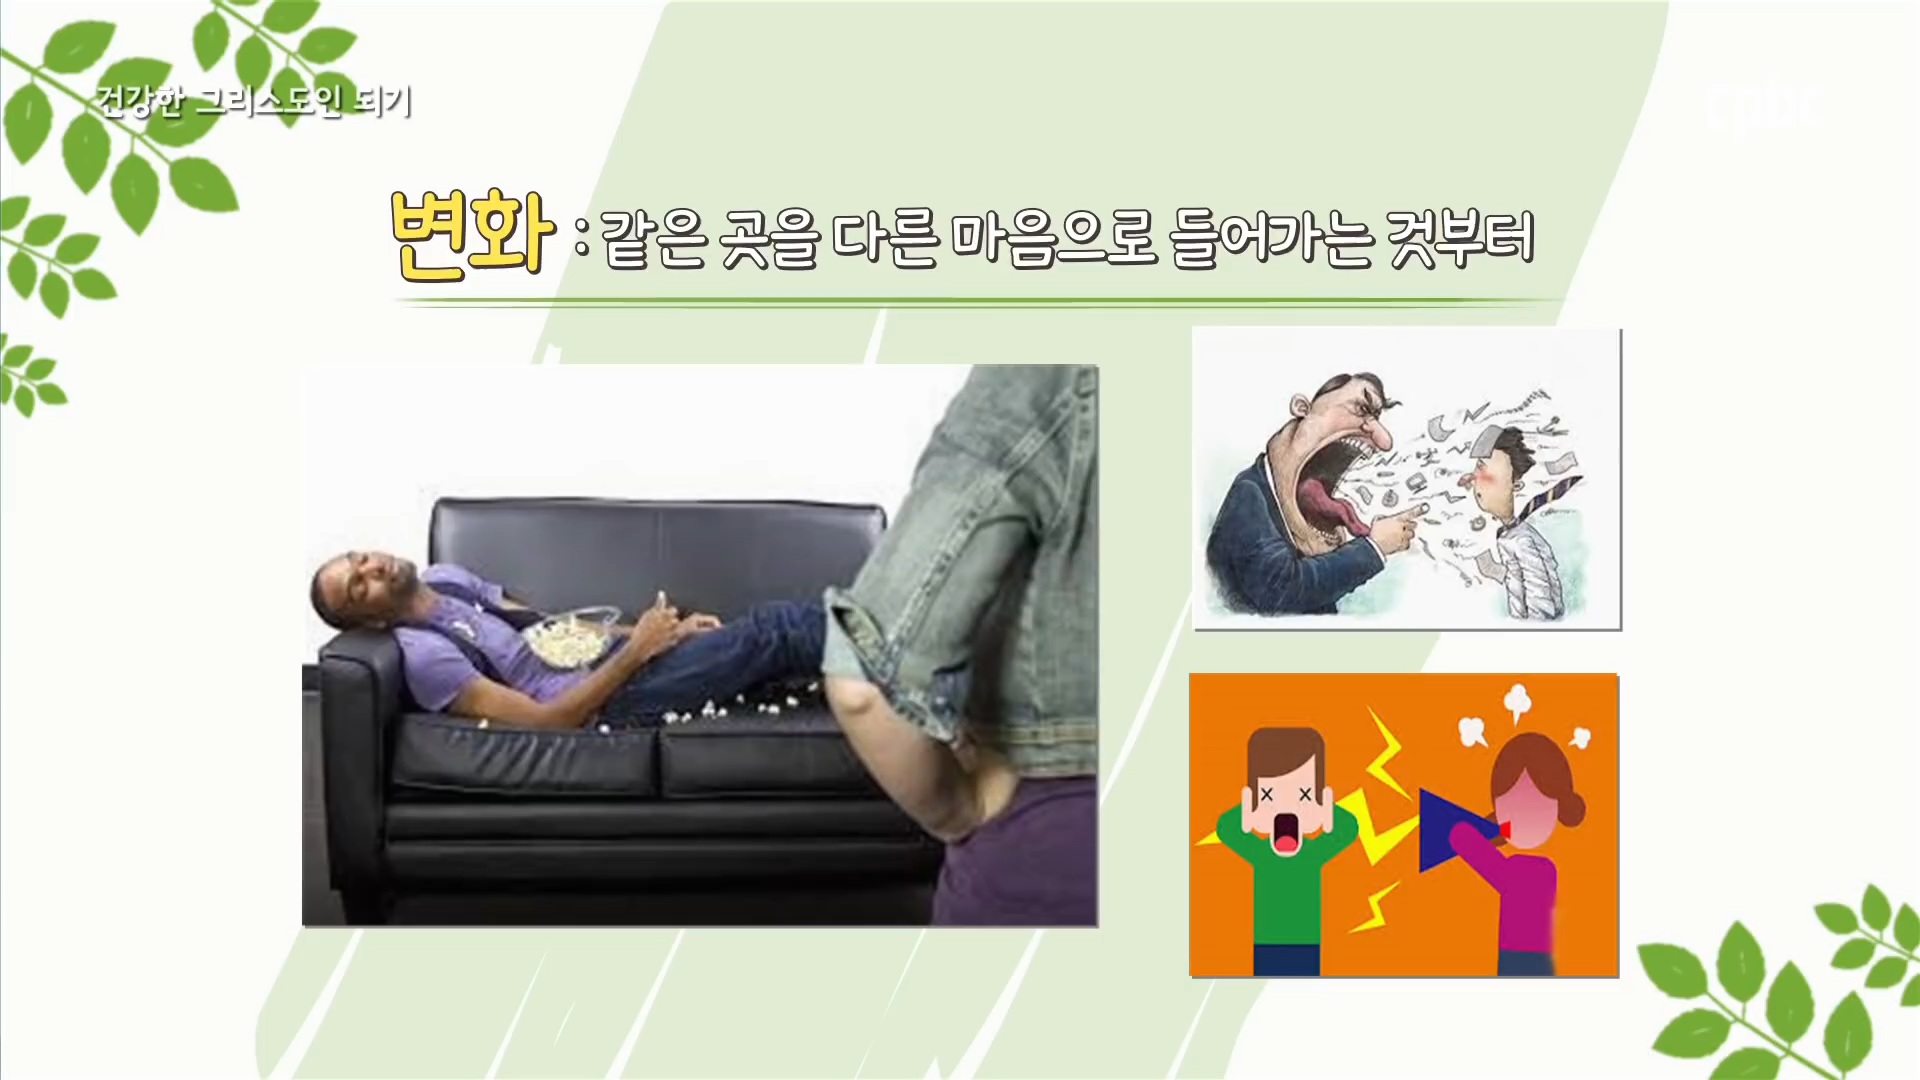 건강한 그리스도인 되기
cpbc
변화 : 같은 곳을 다른 마음으로 들어가는 것부터